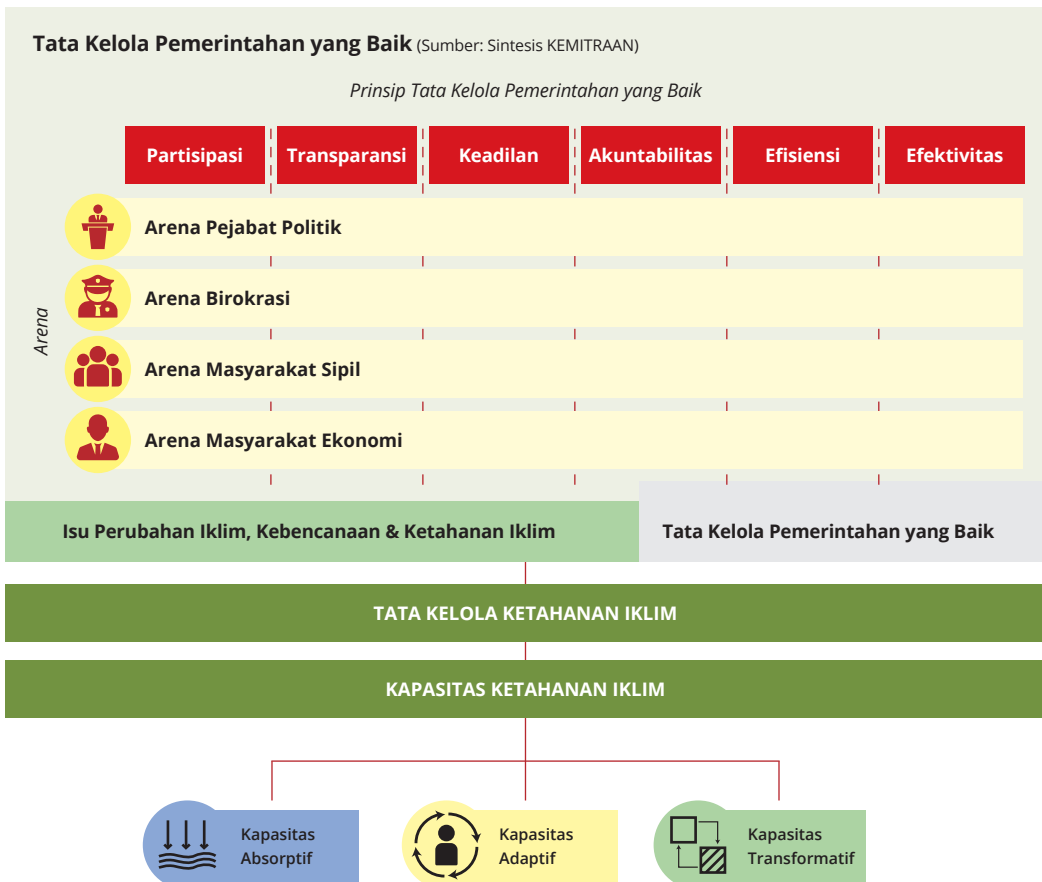 Tata Kelola Pemerintahan yang Baik (Sumber: Sintesis KEMITRAAN)
Prinsip Tata Kelola Pemerintahan yang Baik
Partisipasi
Transparansi
Keadilan
Akuntabilitas
Efisiensi
Efektivitas
Arena
Arena Pejabat Politik
Arena Birokrasi
Arena Masyarakat Sipil
Arena Masyarakat Ekonomi
Isu Perubahan Iklim, Kebencanaan & Ketahanan Iklim
Tata Kelola Pemerintahan yang Baik
TATA KELOLA KETAHANAN IKLIM
KAPASITAS KETAHANAN IKLIM
Kapasitas
Absorptif
Kapasitas
Adaptif
Kapasitas
Transformatif